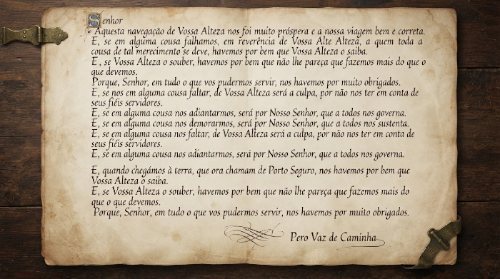 Senhor
Aquesta navegação de Vossa Alteza nos foi muito próspera e a nossa viagem bem e correta.
E, se em alguma cousa falhamos, em reverência de Vossa Alte Alteza, a quem toda a
cousa de tal merecimento se deve, havemos por bem que Vossa Alteza o saiba.
E, se Vossa Alteza o souber, havemos por bem que não lhe pareça que fazemos mais do que o
que devemos.
Porque, Senhor, em tudo o que vos pudermos servir, nos havemos por muito obrigados.
E, se nos em alguma cousa faltar, de Vossa Alteza será a culpa, por não nos ter em conta de
seus fiéis servidores.
E, se em alguma cousa nos adiantarmos, será por Nosso Senhor, que a todos nos governa.
E, se em alguma cousa nos demorarmos, será por Nosso Senhor, que a todos nos sustenta.
E, se em alguma cousa nos faltar, de Vossa Alteza será a culpa, por não nos ter em conta de
seus fiéis servidores.
E, se em alguma cousa nos adiantarmos, será por Nosso Senhor, que a todos nos governa.
E, quando chegámos à terra, que ora chamam de Porto Seguro, nos havemos por bem que
Vossa Alteza o saiba.
E, se Vossa Alteza o souber, havemos por bem que não lhe pareça que fazemos mais do
que o que devemos.
Porque, Senhor, em tudo o que vos pudermos servir, nos havemos por muito obrigados.
Pero Vaz de Caminha